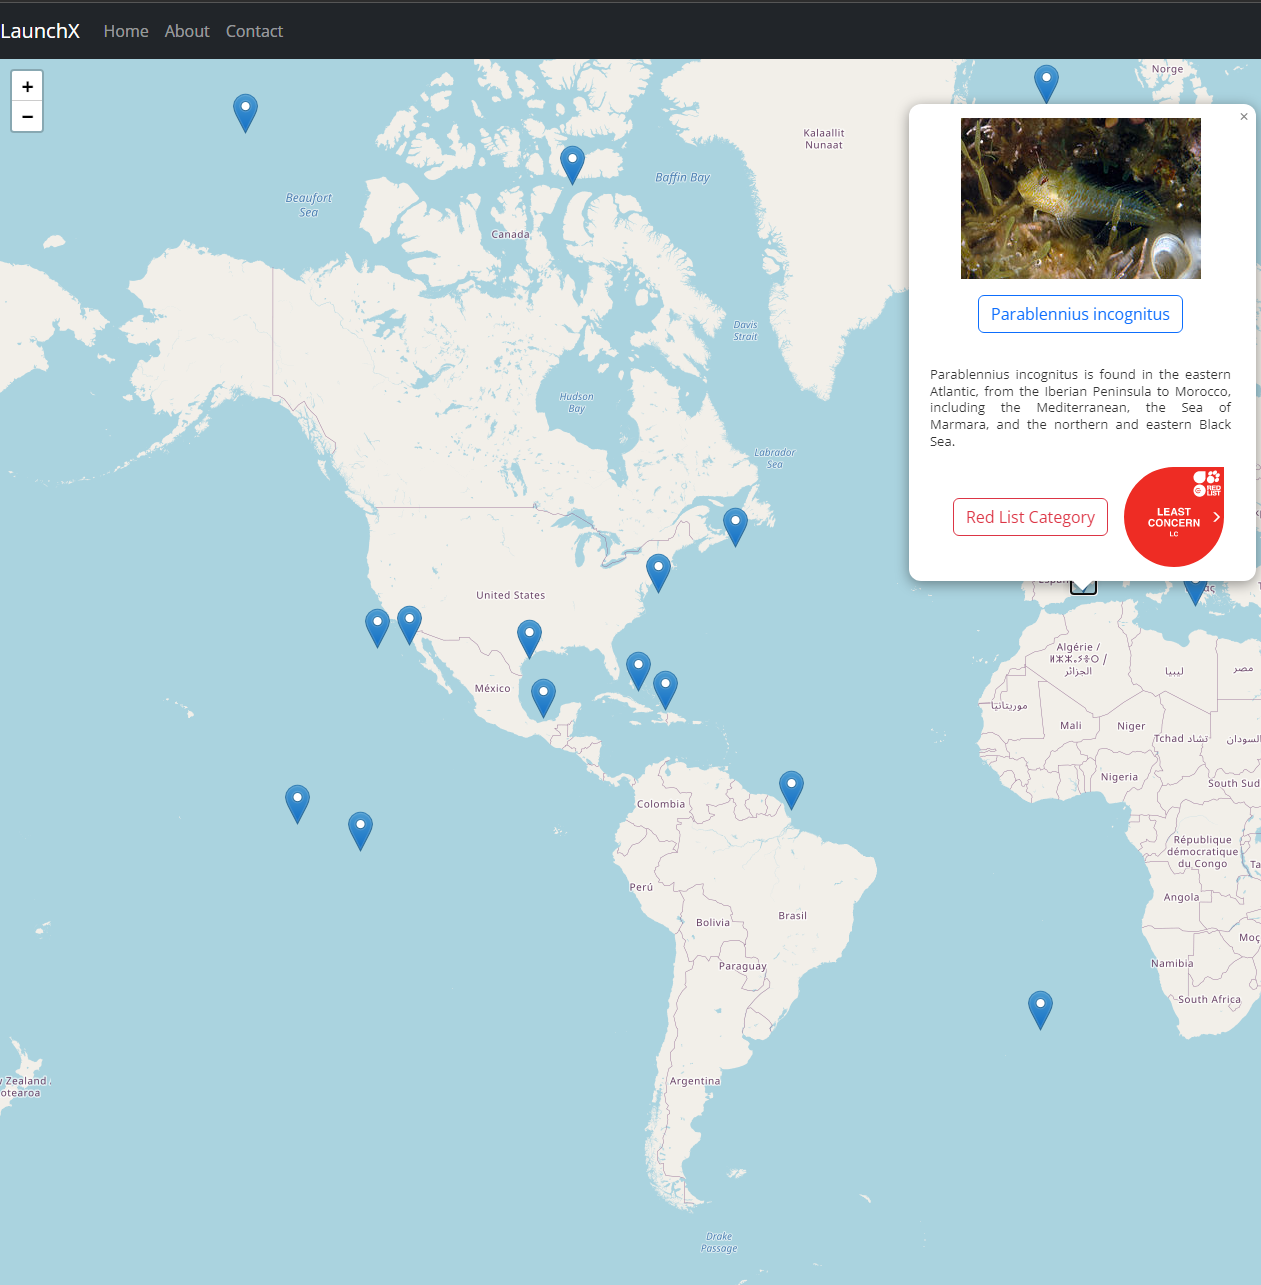 LaunchX Home About Contact
+
−
Norge
×
Kalaallit
Nunaat
Baffin Bay
Beaufort
Sea
Canada
Davis
Strait
Parablennius incognitus
Parablennius incognitus is found in the eastern
Atlantic, from the Iberian Peninsula to Morocco,
including the Mediterranean, the Sea of
Marmara, and the northern and eastern Black
Sea.
Hudson
Bay
Labrador
Sea
RED
LIST
LEAST
CONCERN
LC
Red List Category
United States
México
Algérie /
ⵍⵣⵣⴰⵢⴻⵔ /
الجزائر
ليبيا
مصر
موريتانيا
Mali
Niger
Tchad تشاد
السودان
Nigeria
South Sud
Colombia
République
démocratique
du Congo
Ta
Perú
Brasil
Bolivia
Angola
Moç
Paraguay
Namibia
South Africa
Argentina
Zealand
otearoa
Drake
Passage